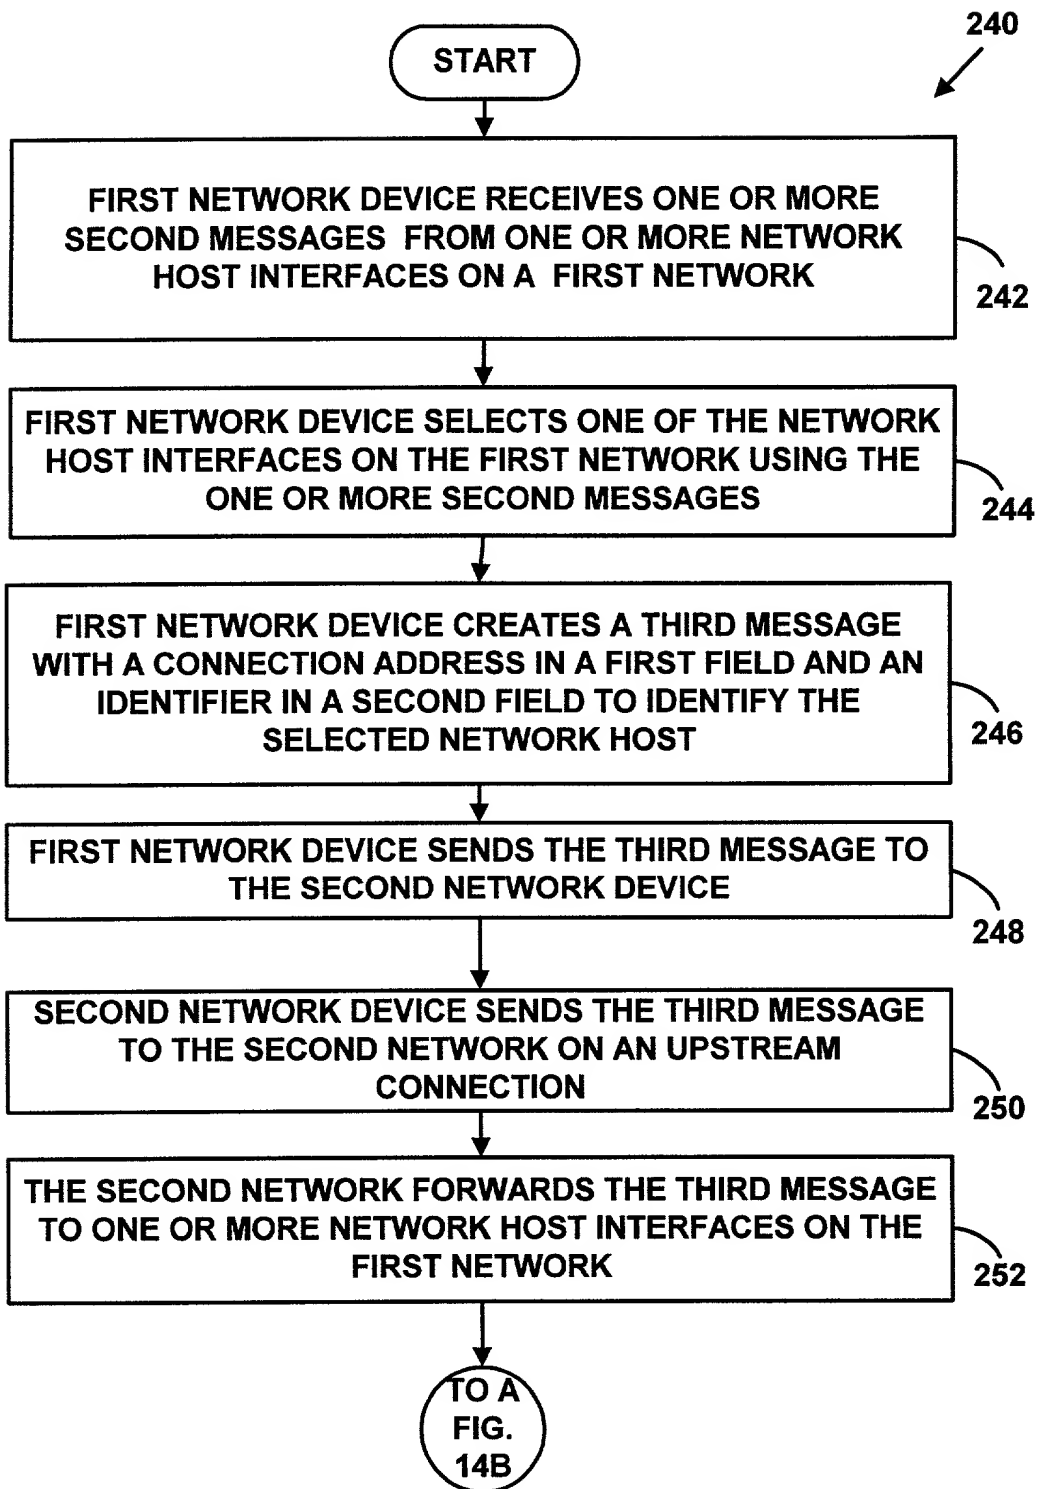 240
START
FIRST NETWORK DEVICE RECEIVES ONE OR MORE
SECOND MESSAGES FROM ONE OR MORE NETWORK
HOST INTERFACES ON A FIRST NETWORK
242
FIRST NETWORK DEVICE SELECTS ONE OF THE NETWORK
HOST INTERFACES ON THE FIRST NETWORK USING THE
ONE OR MORE SECOND MESSAGES
244
FIRST NETWORK DEVICE CREATES A THIRD MESSAGE
WITH A CONNECTION ADDRESS IN A FIRST FIELD AND AN
IDENTIFIER IN A SECOND FIELD TO IDENTIFY THE
SELECTED NETWORK HOST
246
FIRST NETWORK DEVICE SENDS THE THIRD MESSAGE TO
THE SECOND NETWORK DEVICE
248
SECOND NETWORK DEVICE SENDS THE THIRD MESSAGE
TO THE SECOND NETWORK ON AN UPSTREAM
CONNECTION
250
THE SECOND NETWORK FORWARDS THE THIRD MESSAGE
TO ONE OR MORE NETWORK HOST INTERFACES ON THE
FIRST NETWORK
252
TO A
FIG.
14B